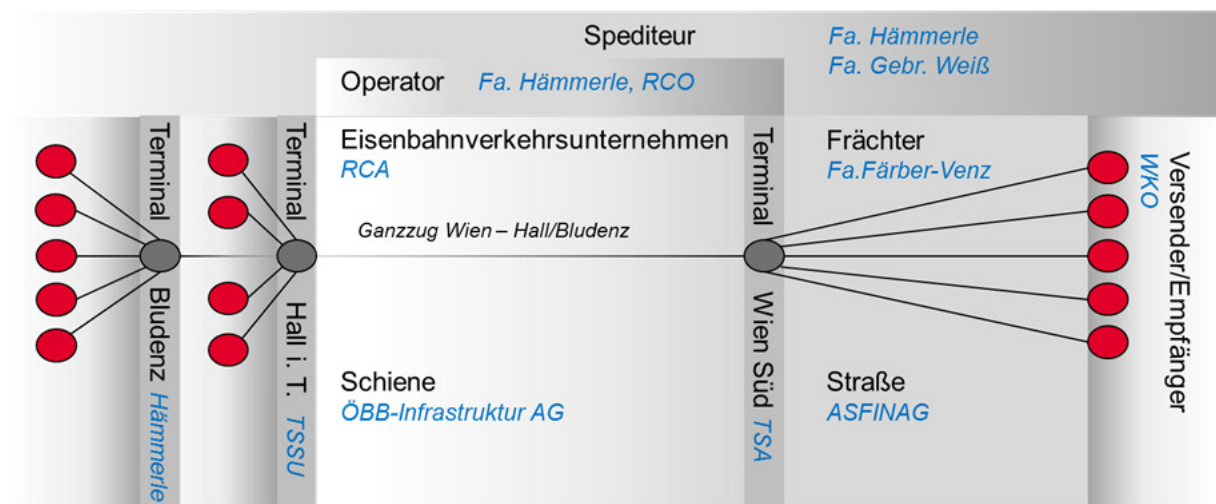 Spediteur
Fa. Hämmerle
Fa. Gebr. Weiß
Operator
Fa. Hämmerle, RCO
Terminal Bludenz Hämmerle
Terminal Hall i. T. TSSU
Eisenbahnverkehrsunternehmen
RCA
Ganzzug Wien – Hall/Bludenz
Schiene
ÖBB-Infrastruktur AG
Terminal Wien Süd TSA
Frächter
Fa.Färber-Venz
Straße
ASFINAG
Versender/Empfänger
WKO